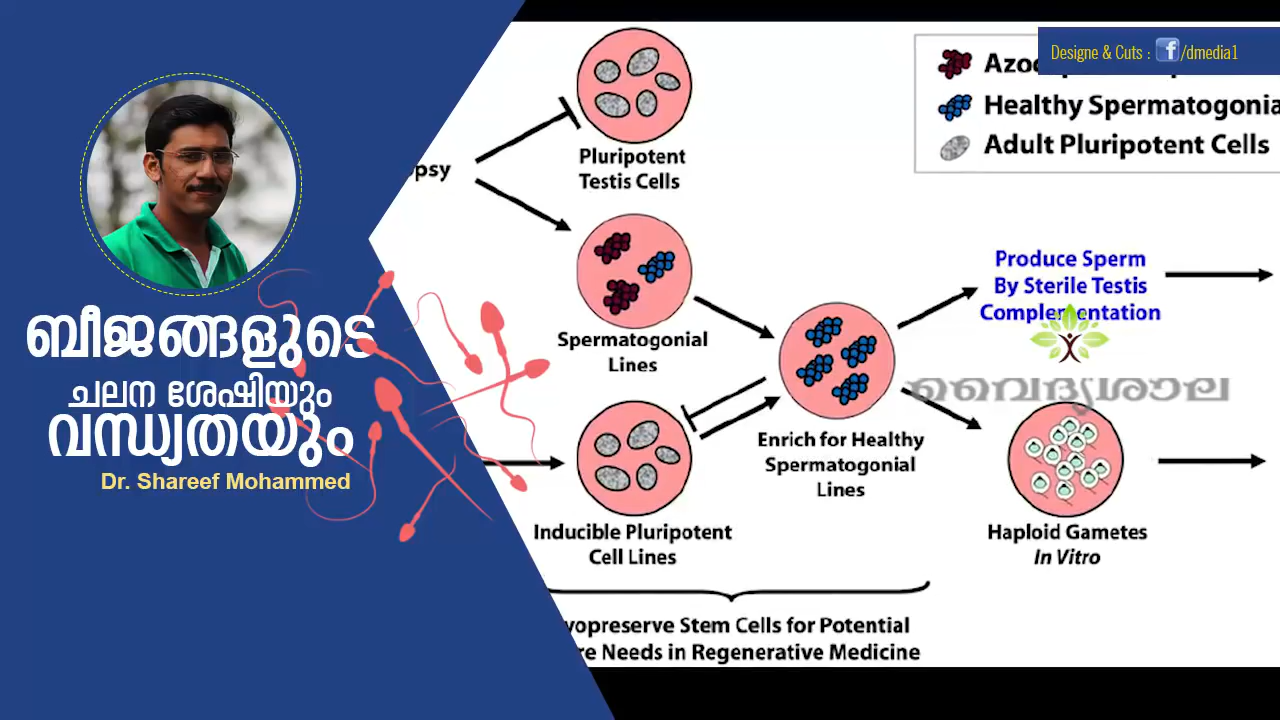 ബീജങ്ങളുടെ
ചലന ശേഷിയും
വന്ധ്യതയും
Dr. Shareef Mohammed
Designe & Cuts : f/dmedia1
Healthy Spermatogonia
Adult Pluripotent Cells
Pluripotent
Testis Cells
Spermatogonial
Lines
Inducible Pluripotent
Cell Lines
Enrich for Healthy
Spermatogonial
Lines
Produce Sperm
By Sterile Testis
Complementation
വൈദ്യശാല
Haploid Gametes
In Vitro
Stem Cells for Potential
Needs in Regenerative Medicine